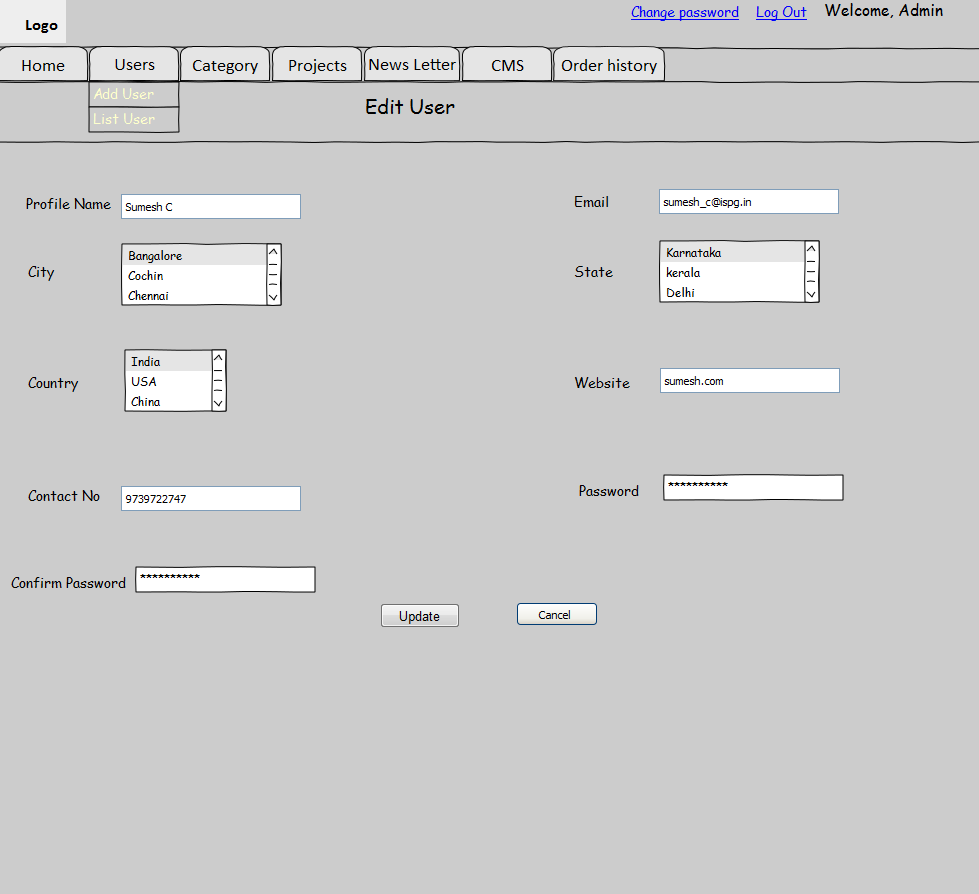 Logo
Change password Log Out Welcome, Admin
Home Users Category Projects News Letter CMS Order history
Add User
List User
Edit User
Profile Name Sumesh C
Email sumesh_c@ispg.in
City
Bangalore
Cochin
Chennai
State
Karnataka
kerala
Delhi
Country
India
USA
China
Website sumesh.com
Contact No 9739722747
Password **********
Confirm Password **********
Update Cancel